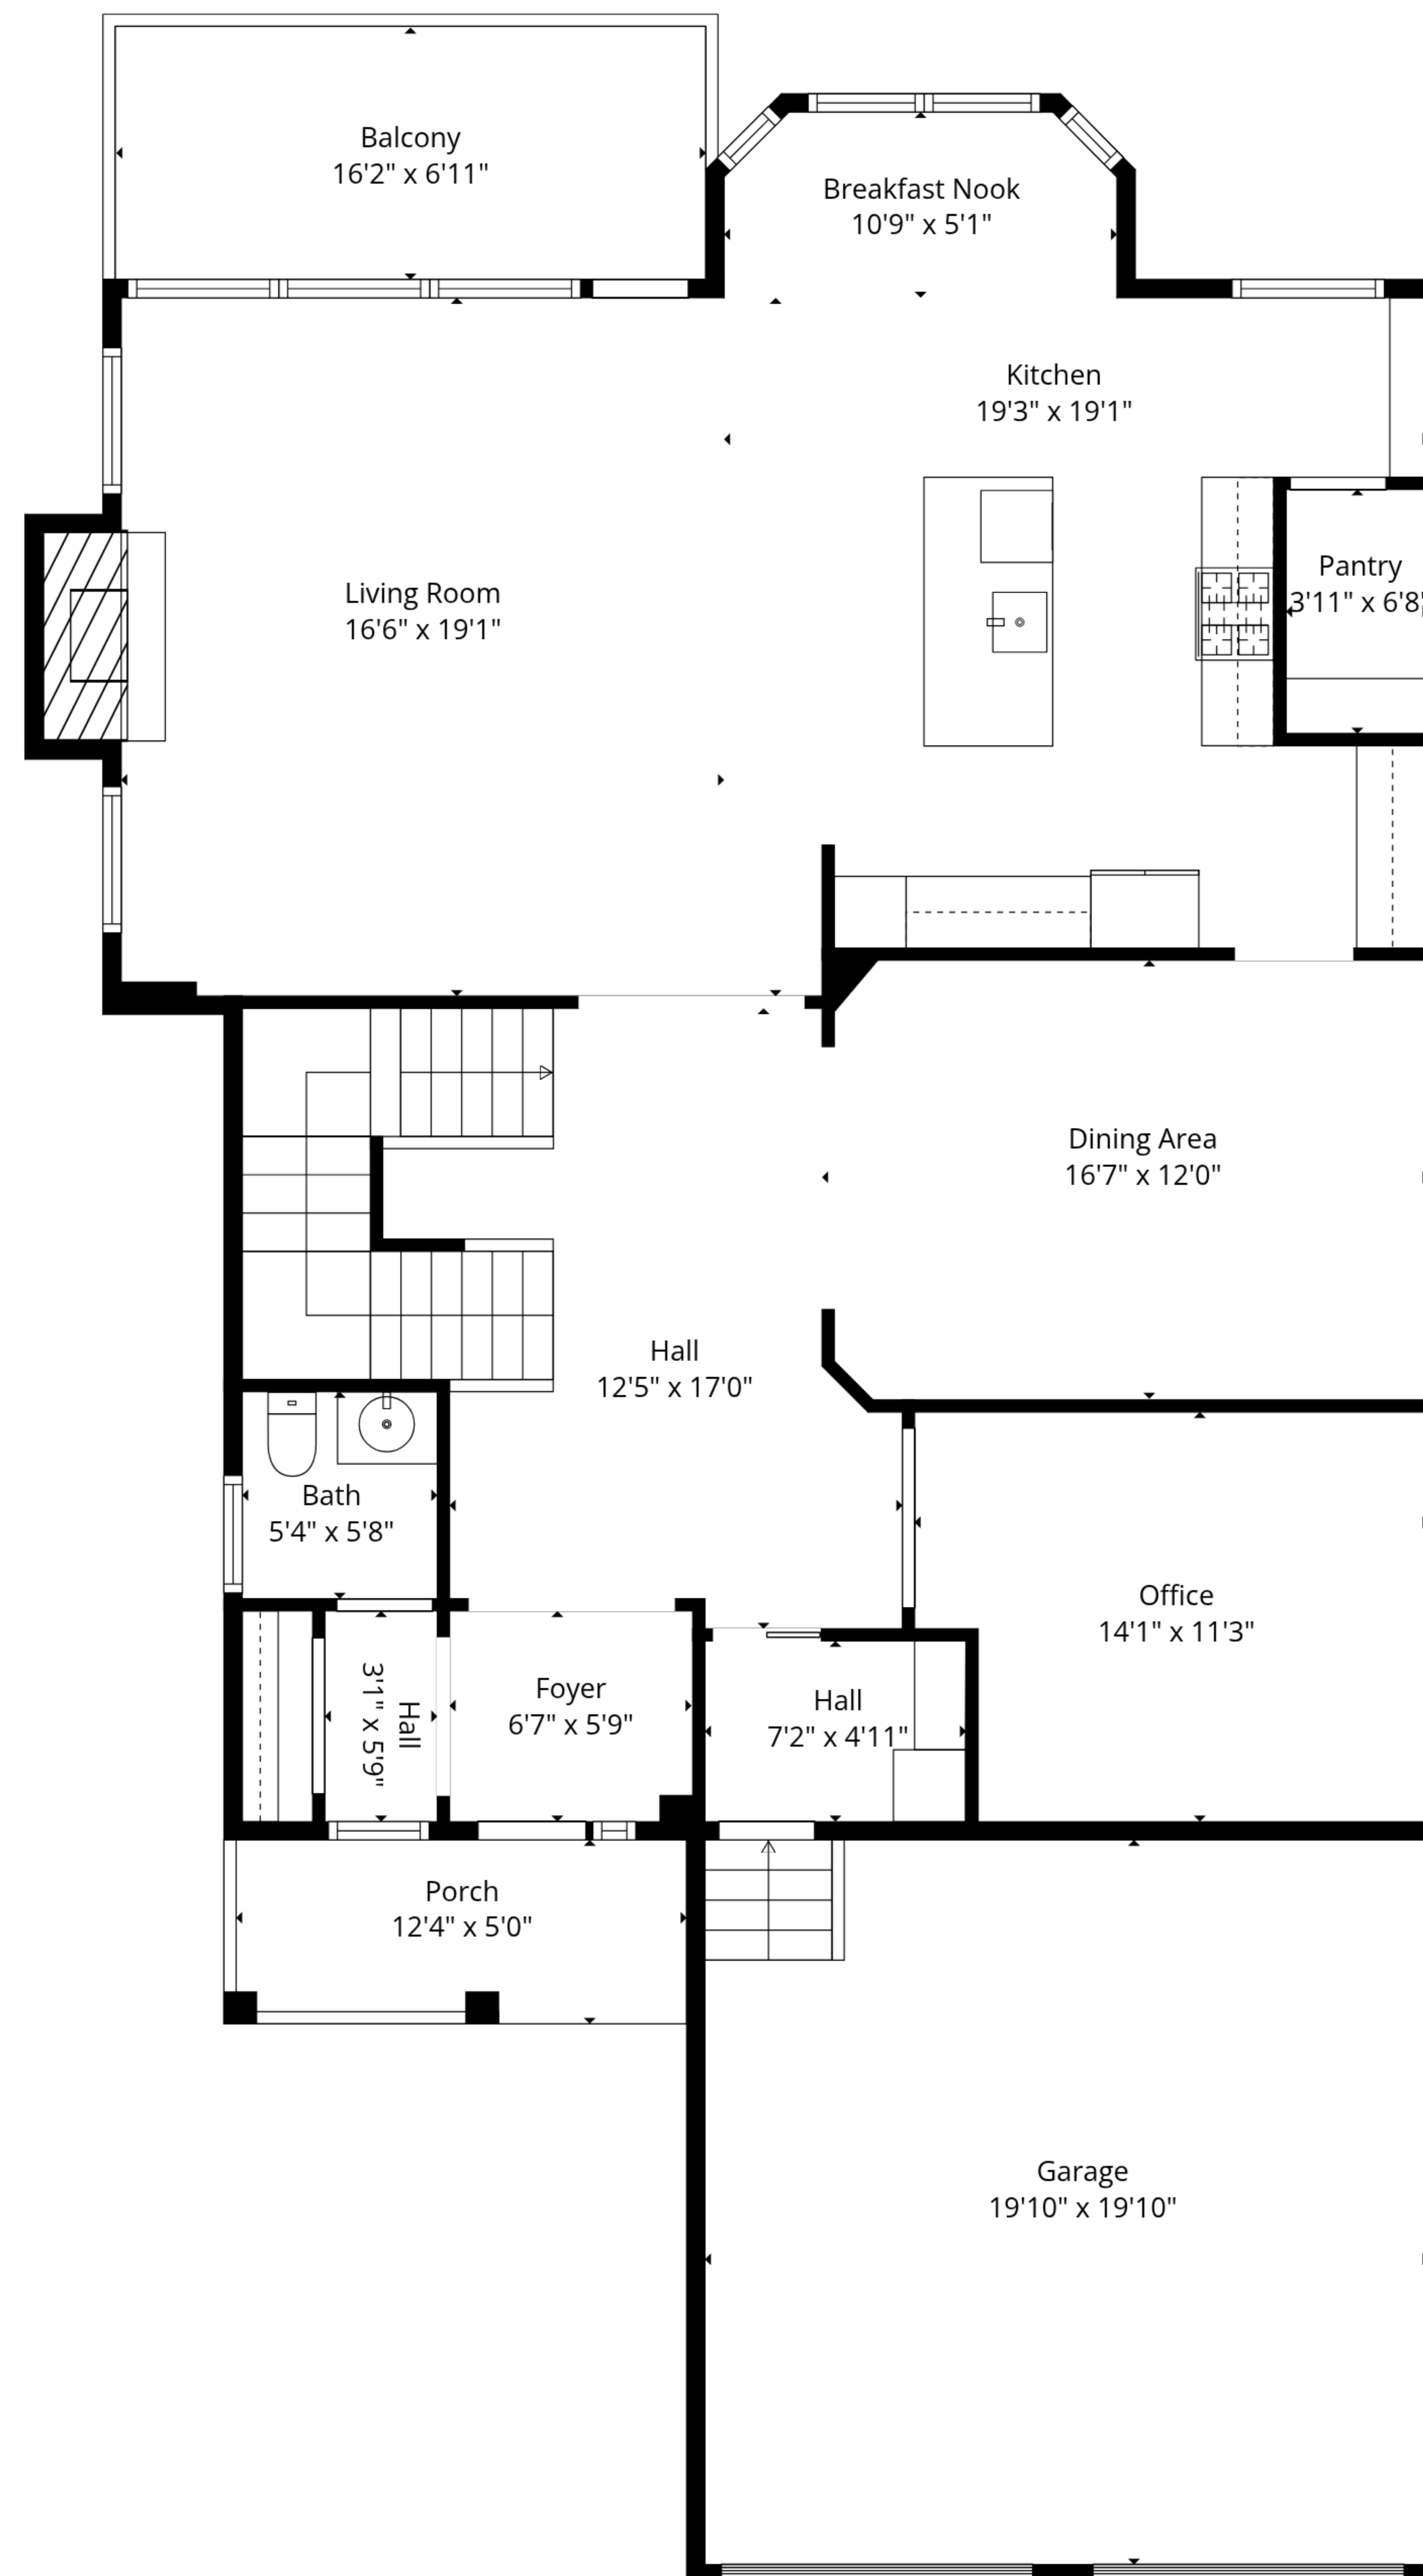 Balcony
16'2" x 6'11"
Breakfast Nook
10'9" x 5'1"
Kitchen
19'3" x 19'1"
Living Room
16'6" x 19'1"
Pantry
3'11" x 6'8"
Dining Area
16'7" x 12'0"
Hall
12'5" x 17'0"
Bath
5'4" x 5'8"
Office
14'1" x 11'3"
Hall
3'1" x 5'9"
Foyer
6'7" x 5'9"
Hall
7'2" x 4'11"
Porch
12'4" x 5'0"
Garage
19'10" x 19'10"